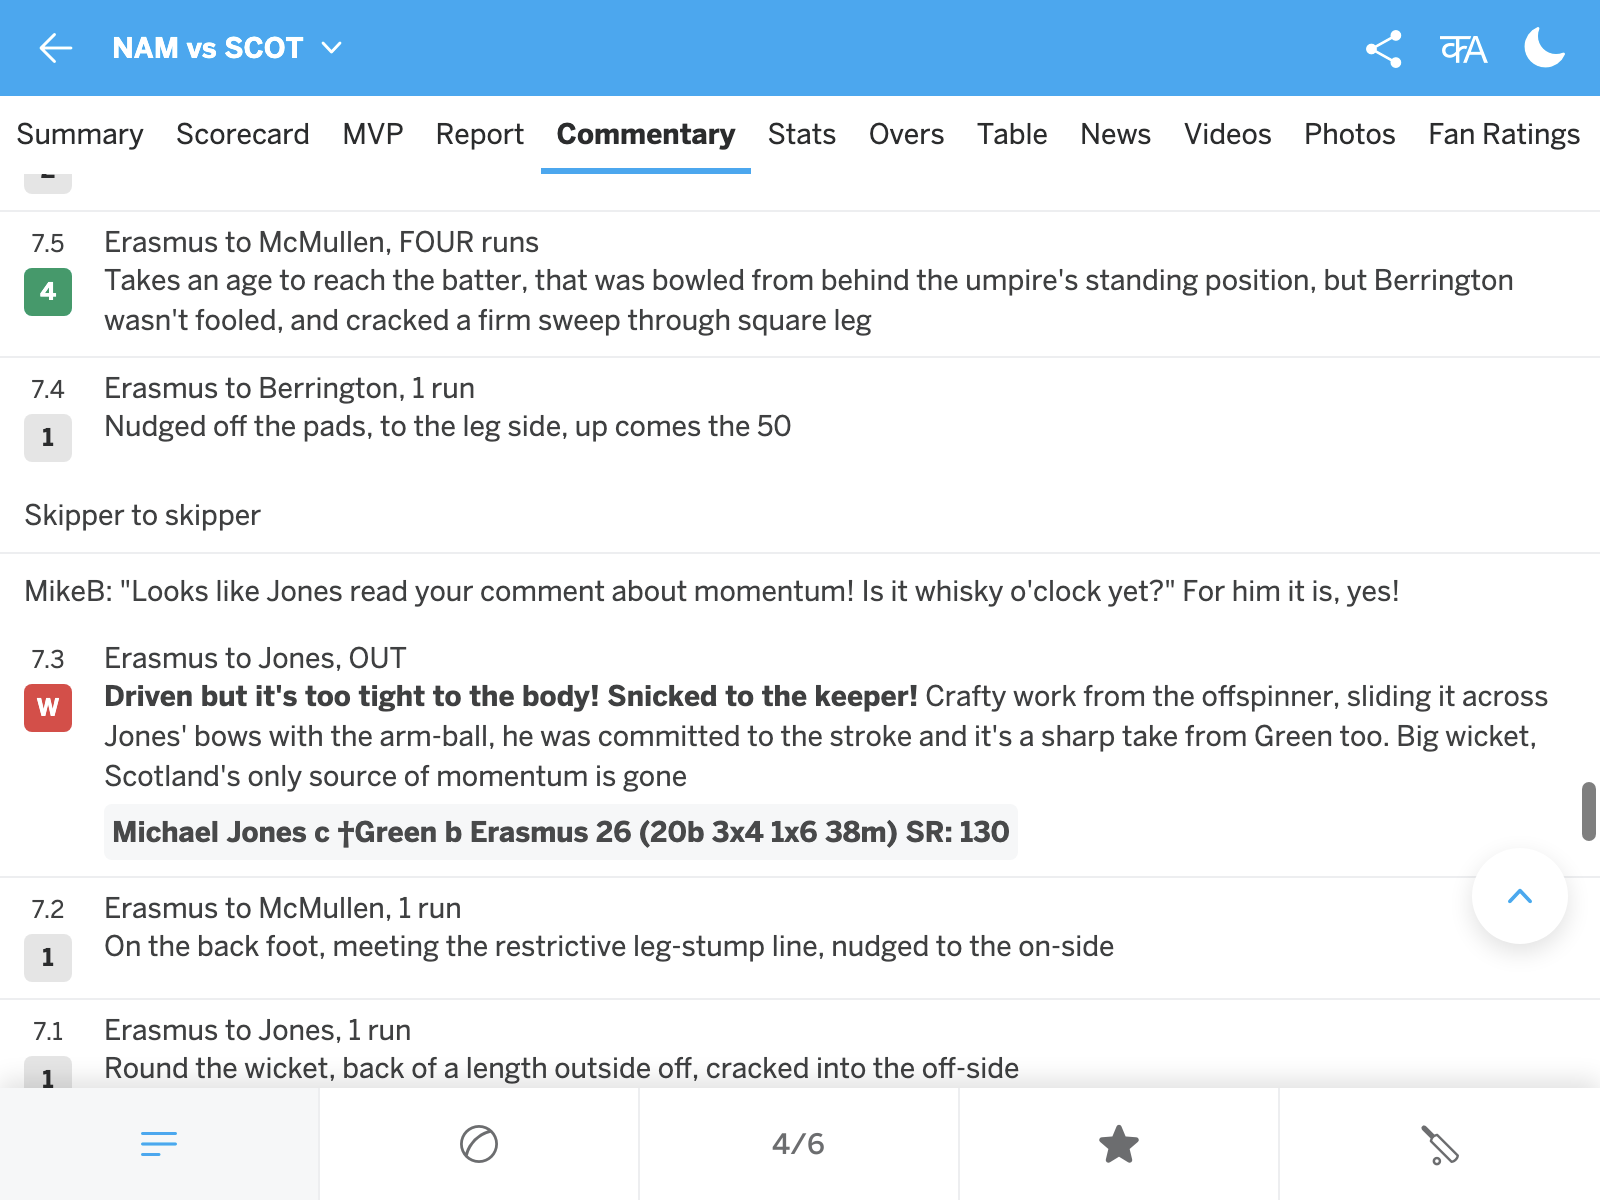 NAM vs SCOT
क A
Summary Scorecard MVP Report Commentary Stats Overs Table News Videos Photos Fan Ratings
7.5 Erasmus to McMullen, FOUR runs
4 Takes an age to reach the batter, that was bowled from behind the umpire's standing position, but Berrington
wasn't fooled, and cracked a firm sweep through square leg
7.4 Erasmus to Berrington, 1 run
1 Nudged off the pads, to the leg side, up comes the 50
Skipper to skipper
MikeB: "Looks like Jones read your comment about momentum! Is it whisky o'clock yet?" For him it is, yes!
7.3 Erasmus to Jones, OUT
W Driven but it's too tight to the body! Snicked to the keeper! Crafty work from the offspinner, sliding it across
Jones' bows with the arm-ball, he was committed to the stroke and it's a sharp take from Green too. Big wicket,
Scotland's only source of momentum is gone
Michael Jones c †Green b Erasmus 26 (20b 3x4 1x6 38m) SR: 130
7.2 Erasmus to McMullen, 1 run
1 On the back foot, meeting the restrictive leg-stump line, nudged to the on-side
7.1 Erasmus to Jones, 1 run
1 Round the wicket, back of a length outside off, cracked into the off-side
4/6